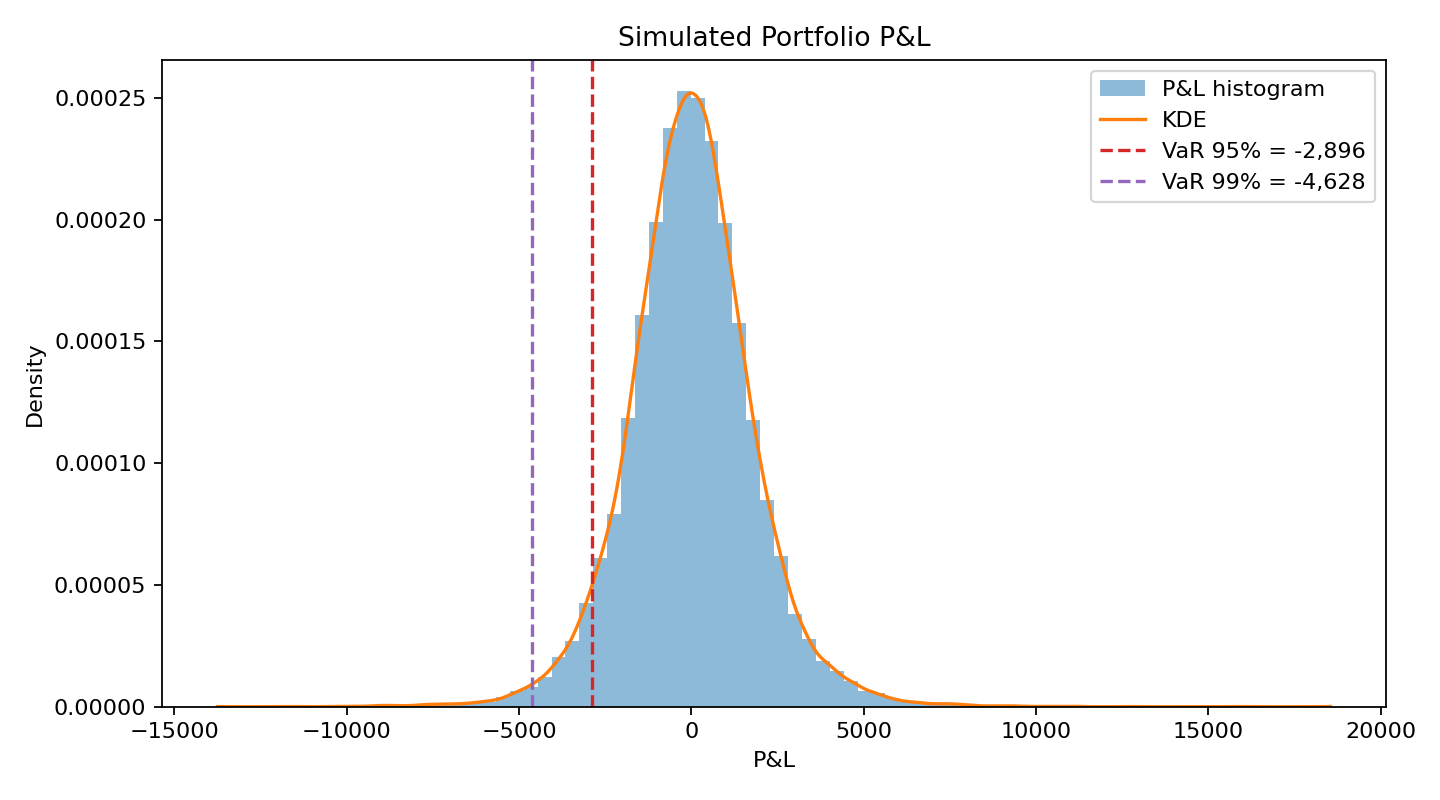 Simulated Portfolio P&L
P&L histogram
KDE
VaR 95% = -2,896
VaR 99% = -4,628
Density
0.00025
0.00020
0.00015
0.00010
0.00005
0.00000
−15000 −10000 −5000 0 5000 10000 15000 20000
P&L